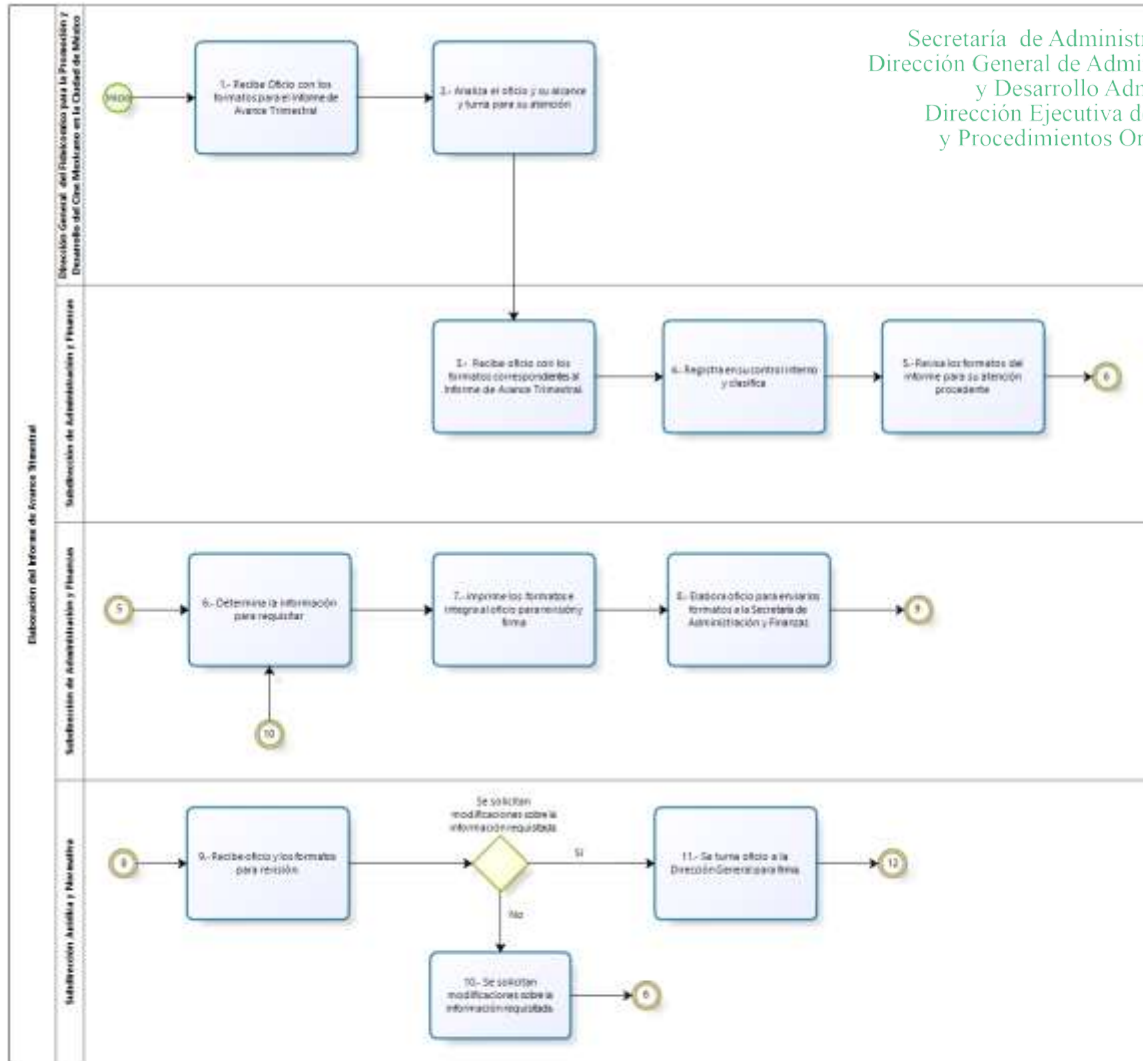 Elaboración del Informe de Avance Trimestral
Dirección General del Fideicomiso para la Promoción y
Desarrollo del Cine Mexicano en la Ciudad de México
Secretaría de Administr
Dirección General de Admi
y Desarrollo Adm
Dirección Ejecutiva d
y Procedimientos Or
Inicio
1.- Recibe Oficio con los
formatos para el Informe de
Avance Trimestral
2.- Analiza el oficio y su alcance
y turna para su atención
Subdirección de Administración y Finanzas
3.- Recibe oficio con los
formatos correspondientes al
Informe de Avance Trimestral
4.- Registra en su control interno
y clasifica
5.- Revisa los formatos del
informe para su atención
procedente
6
Subdirección de Administración y Finanzas
5
6.- Determina la información
para requisitar
7.- Imprime los formatos e
integra al oficio para revisión y
firma
8.- Elabora oficio para enviar los
formatos a la Secretaría de
Administración y Finanzas
9
10
Subdirección Jurídica y Normativa
8
9.- Recibe oficio y los formatos
para revisión
Se solicitan
modificaciones sobre la
información requisitada
Si
No
11.- Se turna oficio a la
Dirección General para firma
12
10.- Se solicitan
modificaciones sobre la
información requisitada
6